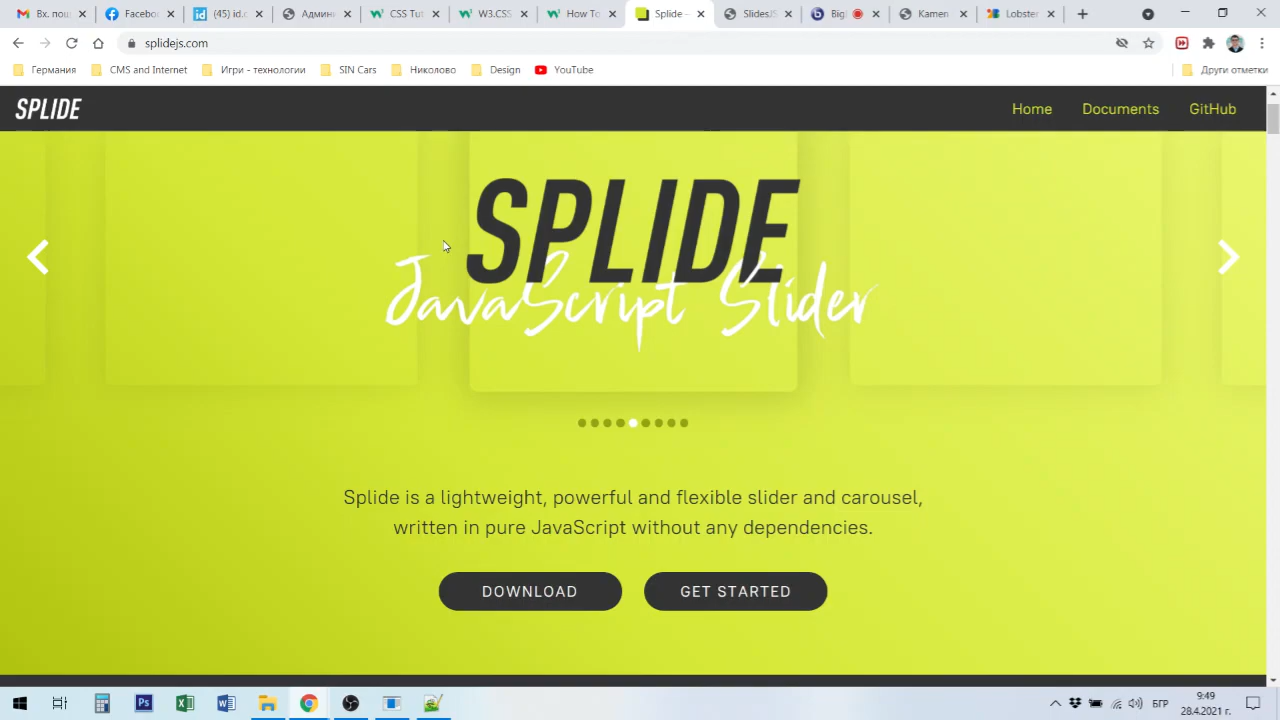 Вх. пош
Facebo
(45) id.c
Админи
CSS Tut
W3.CSS
How To
Splide –
SlidesJS
Big
Kamen
Lobster
splidejs.com
Германия
CMS and Internet
Игри - технологии
SIN Cars
Николово
Design
YouTube
Други отметки
SPLIDE
Home
Documents
GitHub
SPLIDE
JavaScript Slider
Splide is a lightweight, powerful and flexible slider and carousel,
written in pure JavaScript without any dependencies.
DOWNLOAD
GET STARTED
БГР
9:49
28.4.2021 г.